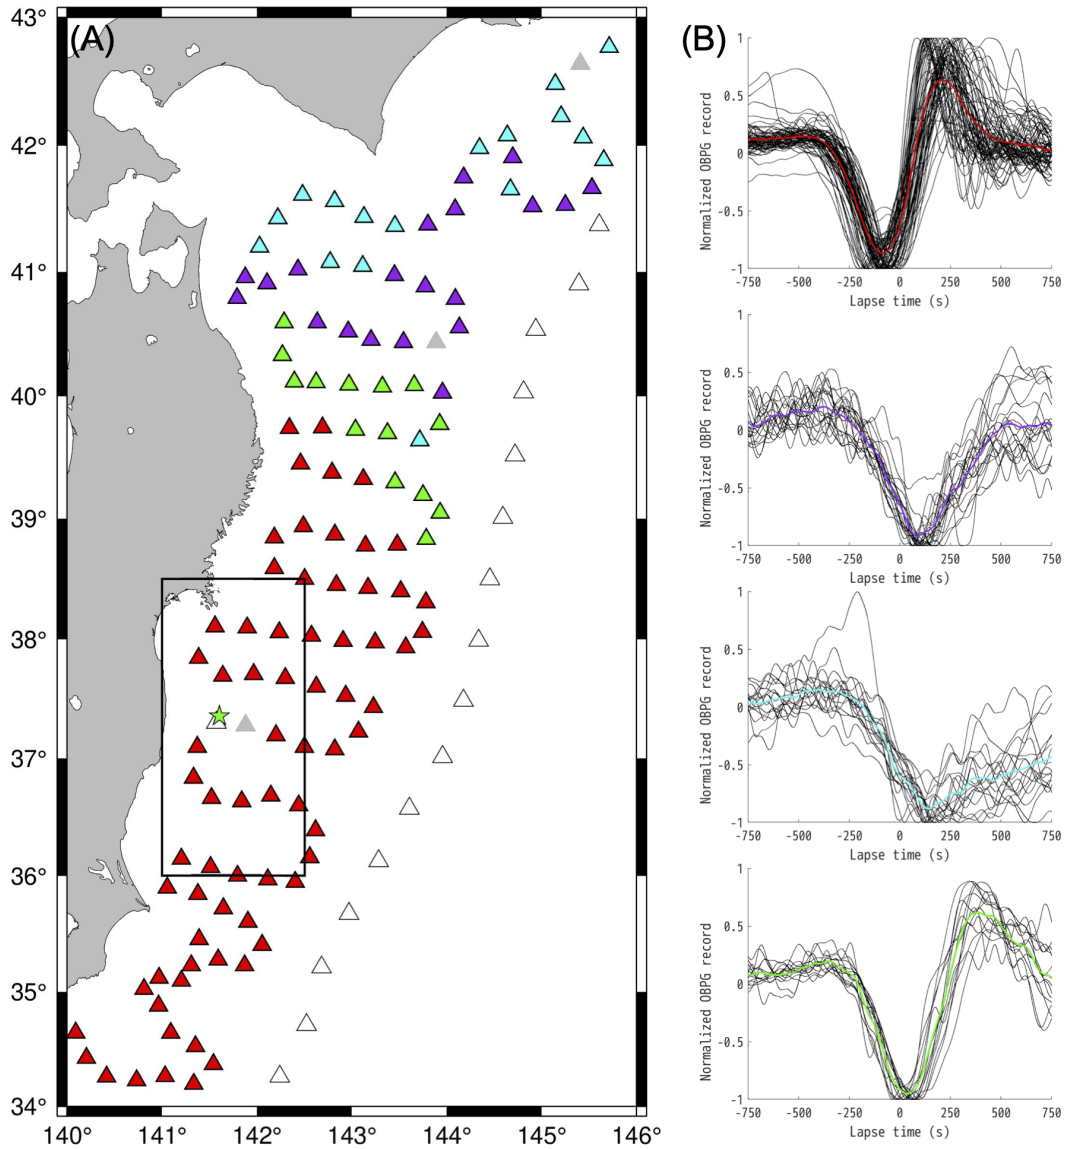 (A)
43°
42°
41°
40°
39°
38°
37°
36°
35°
34°
140° 141° 142° 143° 144° 145° 146°
(B)
Normalized OBPG record
1
0.5
0
-0.5
-1
-750 -500 -250 0 250 500 750
Lapse time (s)
Normalized OBPG record
1
0.5
0
-0.5
-1
-750 -500 -250 0 250 500 750
Lapse time (s)
Normalized OBPG record
1
0.5
0
-0.5
-1
-750 -500 -250 0 250 500 750
Lapse time (s)
Normalized OBPG record
1
0.5
0
-0.5
-1
-750 -500 -250 0 250 500 750
Lapse time (s)